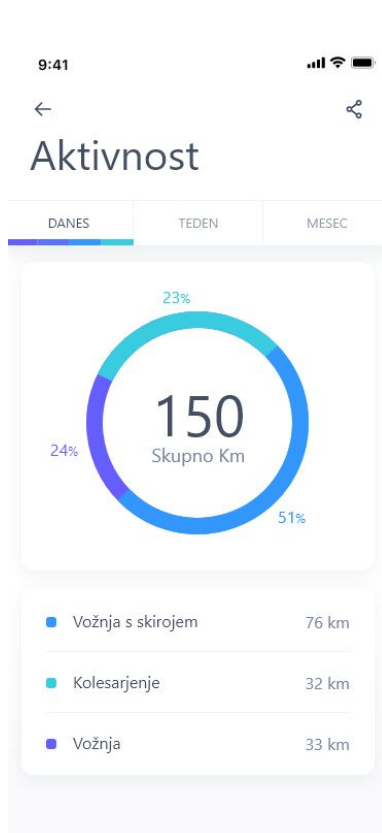 9:41
Aktivnost
DANES TEDEN MESEC
23%
150
Skupno Km
24%
51%
Vožnja s skirojem 76 km
Kolesarjenje 32 km
Vožnja 33 km